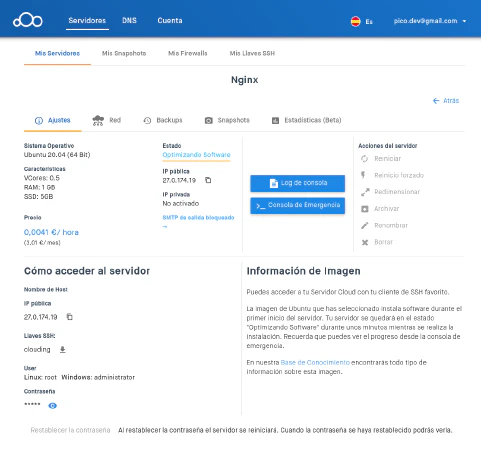 Servidores DNS Cuenta Es pico.dev@gmail.com
Mis Servidores Mis Snapshots Mis Firewalls Mis Llaves SSH
Nginx
Atrás
Ajustes Red Backups Snapshots Estadísticas (Beta)
Sistema Operativo
Ubuntu 20.04 (64 Bit)
Características
VCores: 0.5
RAM: 1 GB
SSD: 5GB
Precio
0,0041 €/ hora
(3,01 €/mes)
Estado
Optimizando Software
IP pública
27.0.174.19
IP privada
No activado
SMTP de salida bloqueado
→
Log de consola
Consola de Emergencia
Acciones del servidor
Reiniciar
Reinicio forzado
Redimensionar
Archivar
Renombrar
Borrar
Cómo acceder al servidor
Nombre de Host
IP pública
27.0.174.19
Llaves SSH:
clouding
User
Linux: root Windows: administrator
Contraseña
*****
Información de Imagen
Puedes acceder a tu Servidor Cloud con tu cliente de SSH favorito.
La imagen de Ubuntu que has seleccionado instala software durante el
primer inicio del servidor. Tu servidor se quedará en el estado
"Optimizando Software" durante unos minutos mientras se realiza la
instalación. Recuerda que puedes ver el progreso desde la consola de
emergencia.
En nuestra Base de Conocimiento encontrarás todo tipo de
información sobre esta imagen.
Restablecer la contraseña Al restablecer la contraseña el servidor se reiniciará. Cuando la contraseña se haya restablecido podrás verla.